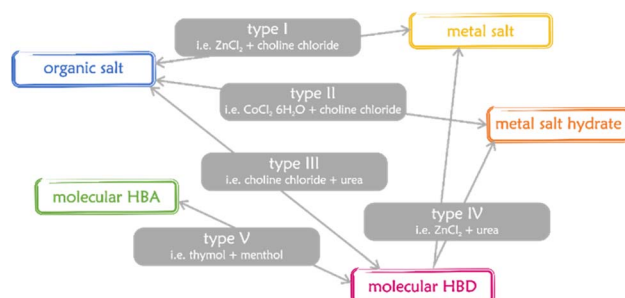 type I
i.e. ZnCl₂ + choline chloride
metal salt
organic salt
type II
i.e. CoCl₂ 6H₂O + choline chloride
metal salt hydrate
type III
i.e. choline chloride + urea
molecular HBA
type IV
i.e. ZnCl₂ + urea
type V
i.e. thymol + menthol
molecular HBD